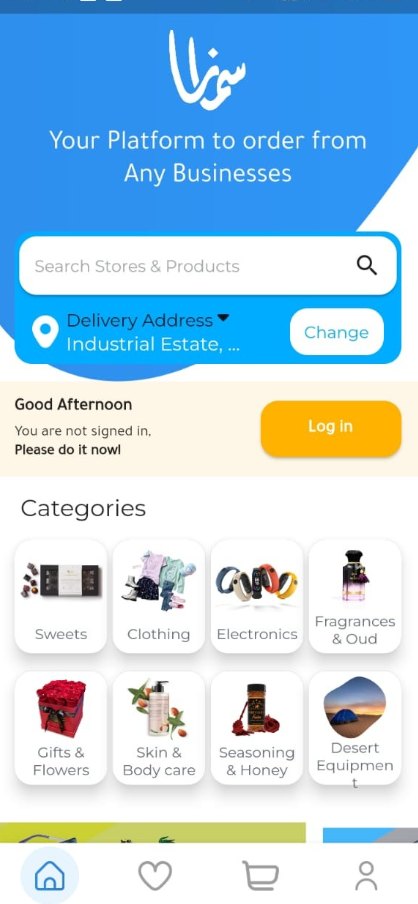 سوقنا
Your Platform to order from
Any Businesses
Search Stores & Products
Delivery Address
Industrial Estate, ...
Change
Good Afternoon
You are not signed in,
Please do it now!
Log in
Categories
Sweets
Clothing
Electronics
Fragrances
& Oud
Gifts &
Flowers
Skin &
Body care
Seasoning
& Honey
Desert
Equipmen
t